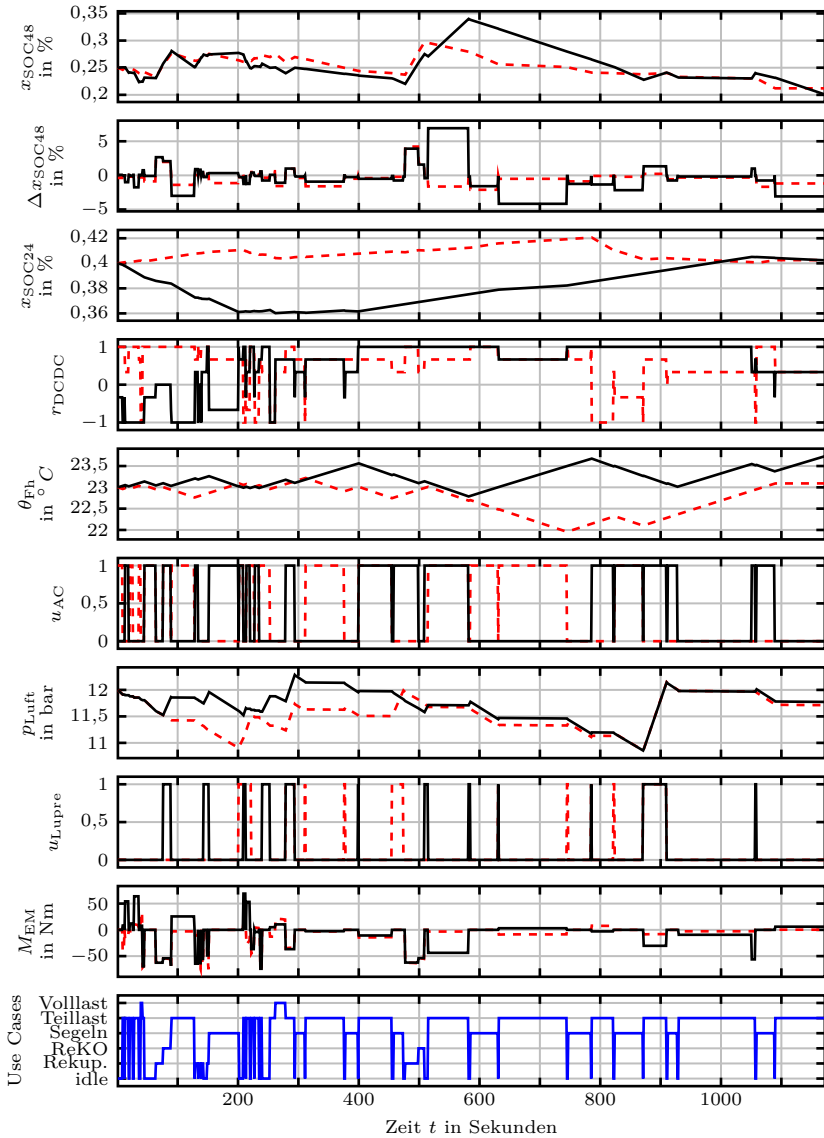 x_SOC48 in %
0,35
0,3
0,25
0,2
Δx_SOC48 in %
5
0
−5
x_SOC24 in %
0,42
0,4
0,38
0,36
r_DCDC
1
0
−1
θ_Fh in ° C
23,5
23
22,5
22
u_AC
1
0,5
0
p_Luft in bar
12
11,5
11
u_Lupre
1
0,5
0
M_EM in Nm
50
0
−50
Use Cases
Volllast
Teillast
Segeln
ReKO
Rekup.
idle
200 400 600 800 1000
Zeit t in Sekunden